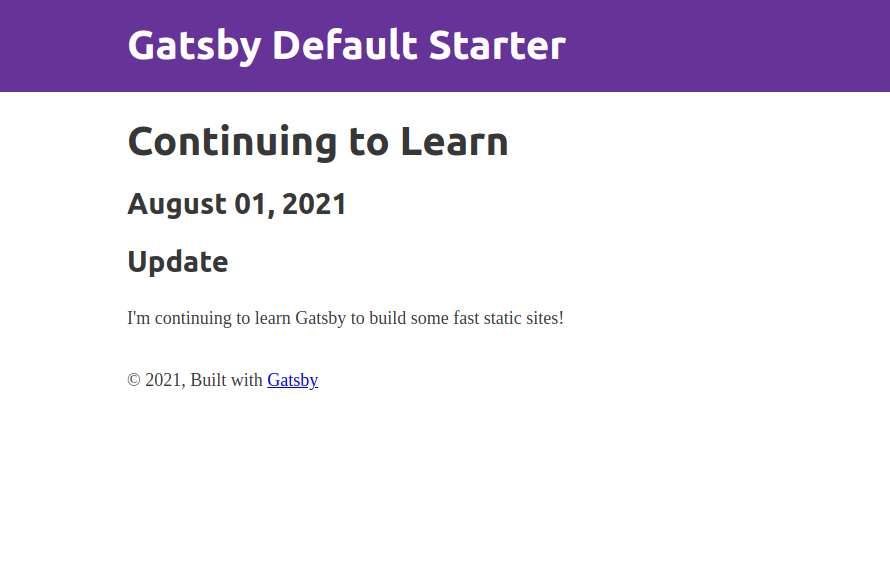 Gatsby Default Starter
Continuing to Learn
August 01, 2021
Update
I'm continuing to learn Gatsby to build some fast static sites!
© 2021, Built with Gatsby